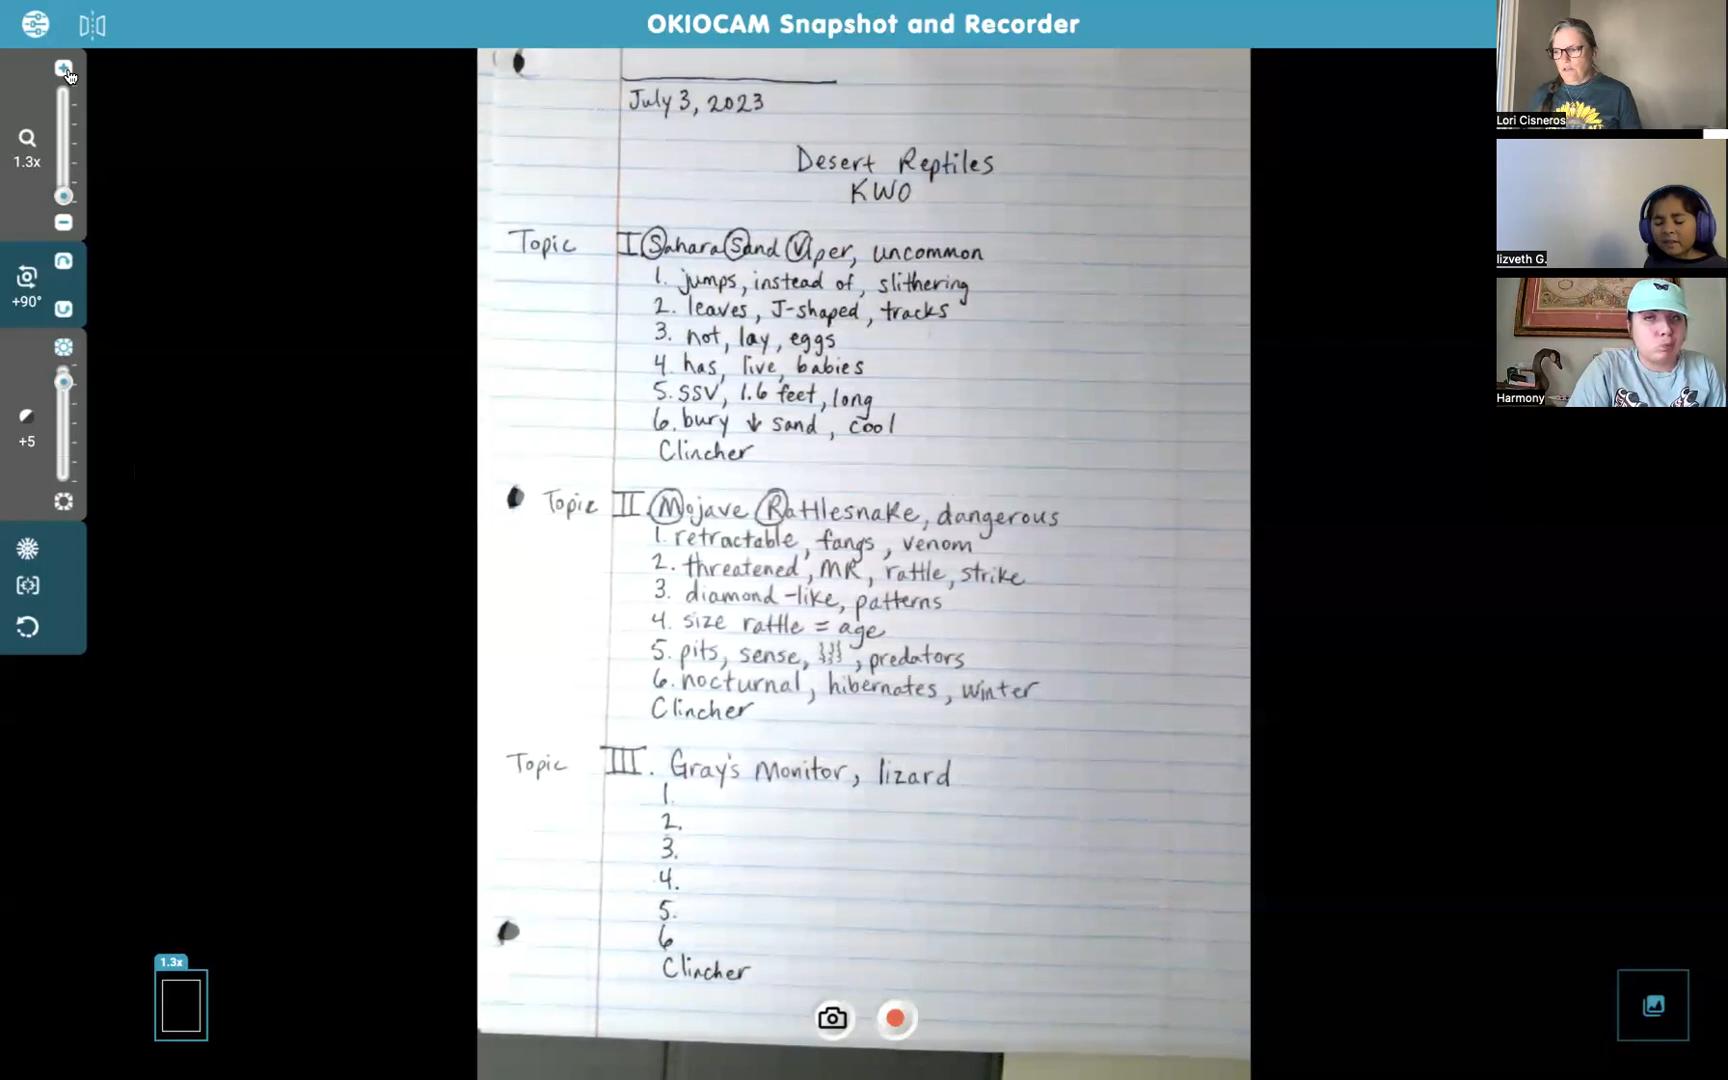 OKIOCAM Snapshot and Recorder
1.3x
+90°
+5
1.3x
July 3, 2023
Desert Reptiles
KWO
Topic I Sahara Sand Viper, uncommon
1. jumps, instead of, slithering
2. leaves, J-shaped, tracks
3. not, lay, eggs
4. has, live, babies
5. SSV, 1.6 feet, long
6. bury ↓ sand, cool
Clincher
Topic II. Mojave Rattlesnake, dangerous
1. retractable, fangs, venom
2. threatened, MR, rattle, strike
3. diamond-like, patterns
4. size rattle = age
5. pits, sense, , predators
6. nocturnal, hibernates, winter
Clincher
Topic III. Gray's Monitor, lizard
1.
2.
3.
4.
5.
6
Clincher
Lori Cisneros
lizveth G.
Harmony